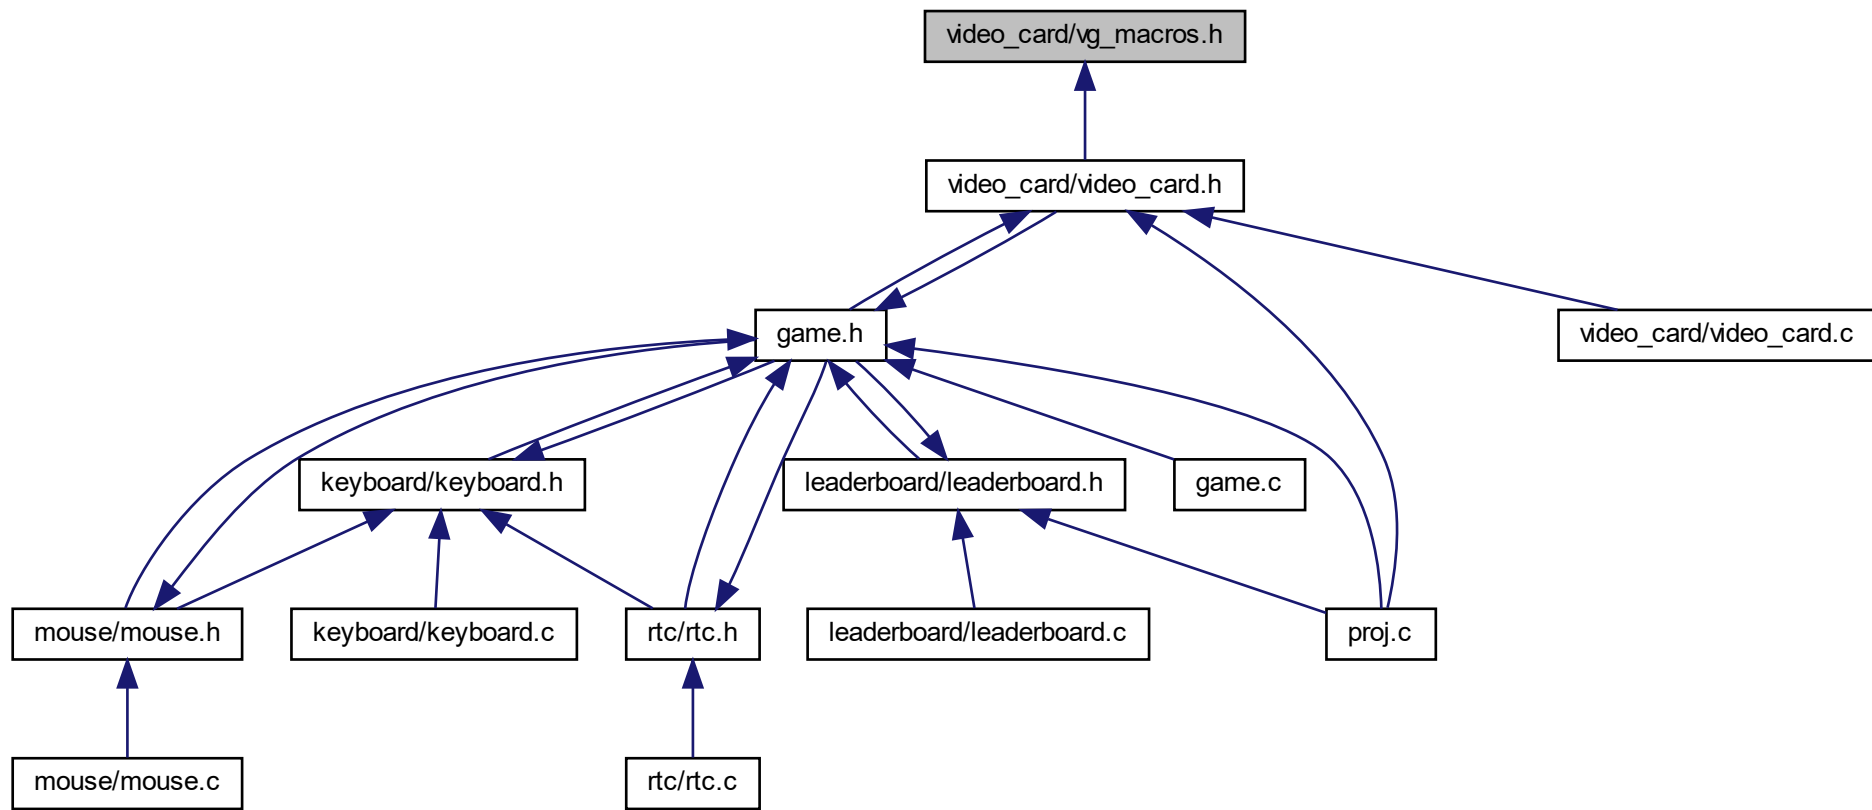 video_card/vg_macros.h
video_card/video_card.h
game.h
video_card/video_card.c
keyboard/keyboard.h
leaderboard/leaderboard.h
game.c
mouse/mouse.h
keyboard/keyboard.c
rtc/rtc.h
leaderboard/leaderboard.c
proj.c
mouse/mouse.c
rtc/rtc.c